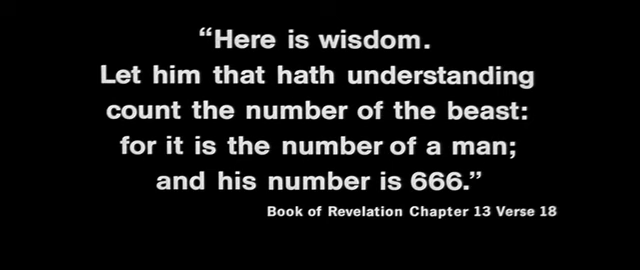 “Here is wisdom.
Let him that hath understanding
count the number of the beast:
for it is the number of a man;
and his number is 666.”
Book of Revelation Chapter 13 Verse 18